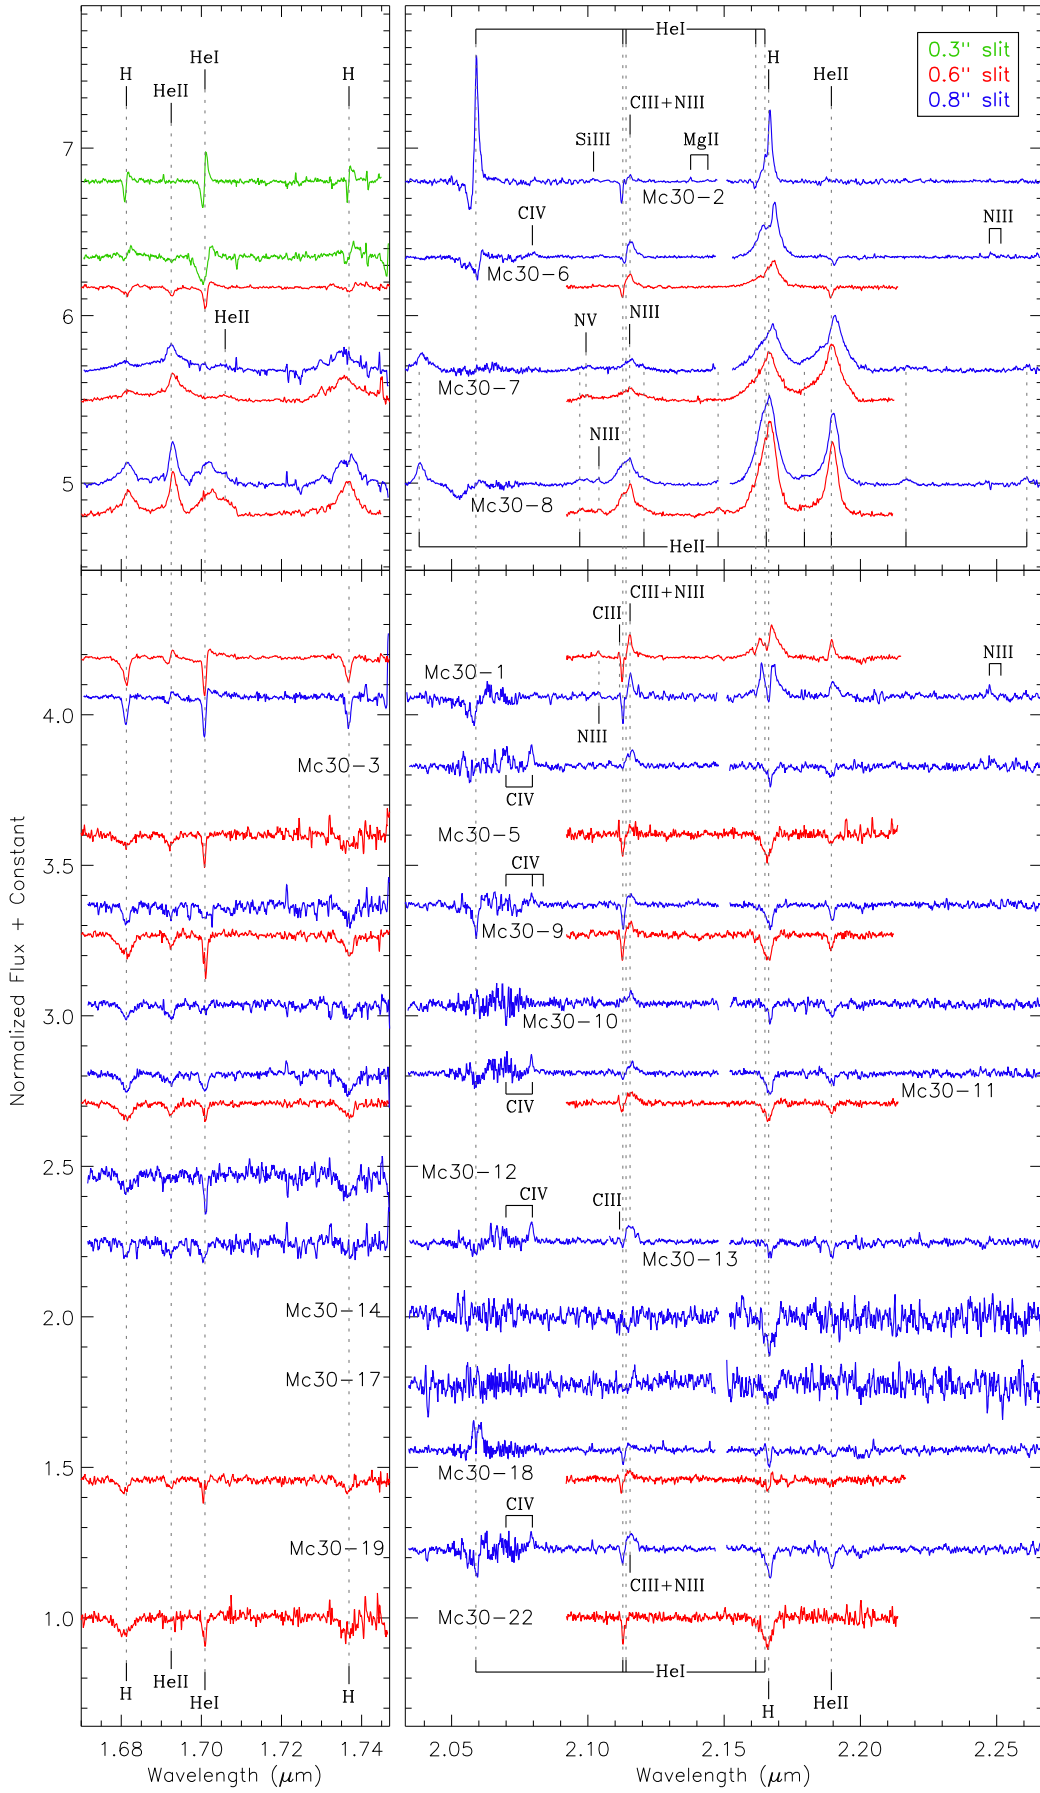 HeI
0.3'' slit
0.6'' slit
0.8'' slit
HeI
H
H
H
HeII
HeII
CIII+NIII
SiIII
MgII
7
Mc30-2
CIV
NIII
Mc30-6
6
HeII
NV
NIII
Mc30-7
NIII
5
Mc30-8
HeII
CIII+NIII
CIII
NIII
Mc30-1
4.0
NIII
Mc30-3
CIV
Mc30-5
3.5
CIV
Mc30-9
3.0
Mc30-10
Mc30-11
CIV
2.5
Mc30-12
CIV
CIII
Mc30-13
2.0
Mc30-14
Mc30-17
1.5
Mc30-18
CIV
Mc30-19
CIII+NIII
1.0
Mc30-22
HeI
H
HeII
HeI
H
H
HeII
1.68
1.70
1.72
1.74
2.05
2.10
2.15
2.20
2.25
Wavelength (μm)
Wavelength (μm)
Normalized Flux + Constant